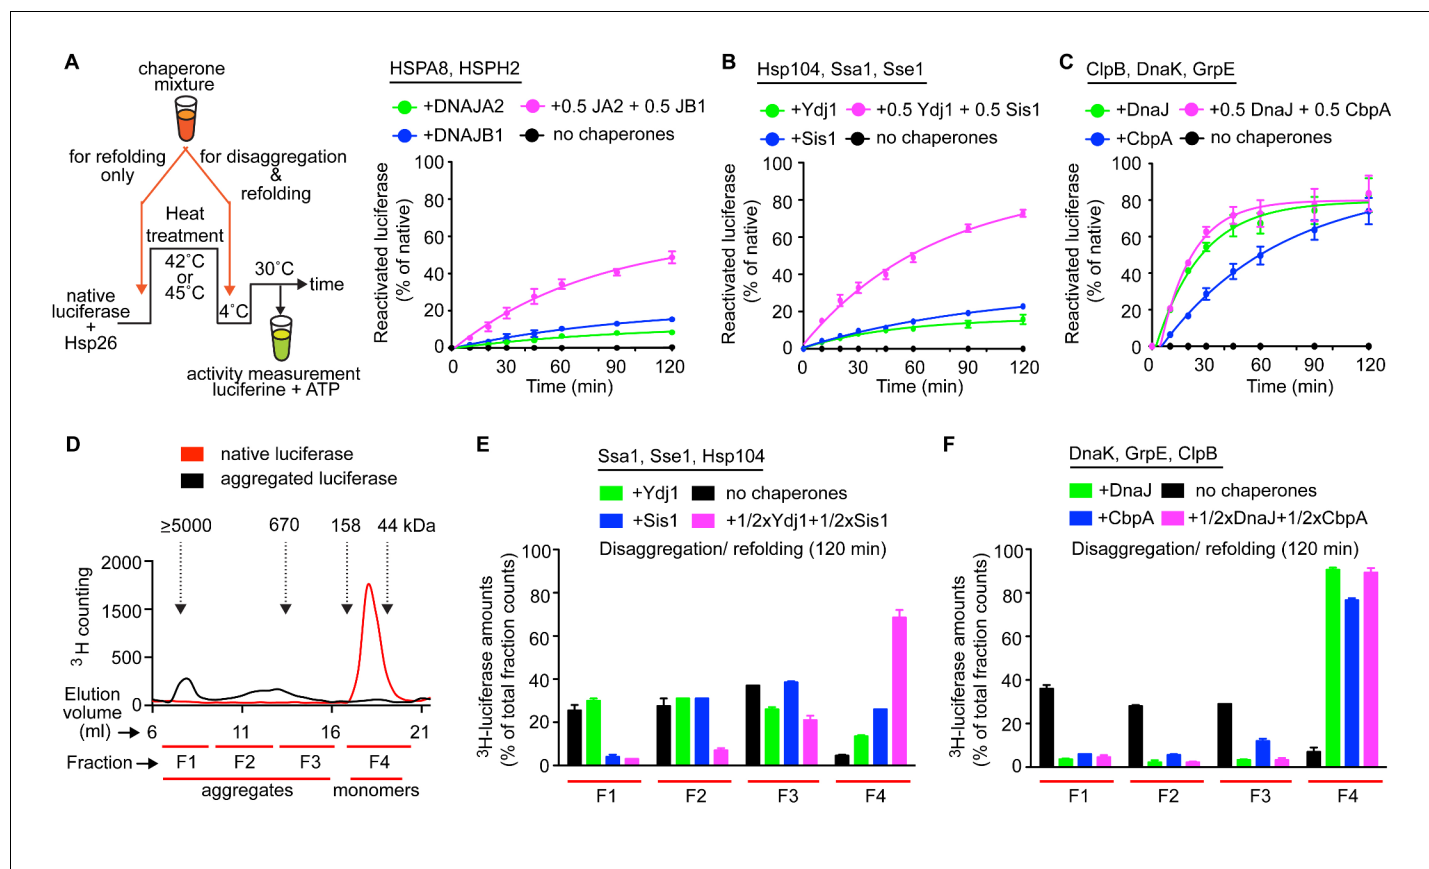 A
chaperone
mixture
for refolding
only
for disaggregation
&
refolding
Heat
treatment
42˚C
or
45˚C
30˚C
time
4˚C
native
luciferase
+
Hsp26
activity measurement
luciferine + ATP
HSPA8, HSPH2
+DNAJA2
+0.5 JA2 + 0.5 JB1
+DNAJB1
no chaperones
Reactivated luciferase
(% of native)
100
80
60
40
20
0
0 30 60 90 120
Time (min)
B
Hsp104, Ssa1, Sse1
+Ydj1
+0.5 Ydj1 + 0.5 Sis1
+Sis1
no chaperones
Reactivated luciferase
(% of native)
100
80
60
40
20
0
0 30 60 90 120
Time (min)
C
ClpB, DnaK, GrpE
+DnaJ
+0.5 DnaJ + 0.5 CbpA
+CbpA
no chaperones
Reactivated luciferase
(% of native)
100
80
60
40
20
0
0 30 60 90 120
Time (min)
D
native luciferase
aggregated luciferase
≥5000 670 158 44 kDa
3H counting
2000
1500
500
0
Elution
volume
(ml)
6 11 16 21
Fraction
F1 F2 F3 F4
aggregates monomers
E
Ssa1, Sse1, Hsp104
+Ydj1
no chaperones
+Sis1
+1/2xYdj1+1/2xSis1
Disaggregation/ refolding (120 min)
3H-luciferase amounts
(% of total fraction counts)
100
80
60
40
20
0
F1 F2 F3 F4
F
DnaK, GrpE, ClpB
+DnaJ
no chaperones
+CbpA
+1/2xDnaJ+1/2xCbpA
Disaggregation/ refolding (120 min)
3H-luciferase amounts
(% of total fraction counts)
100
80
60
40
20
0
F1 F2 F3 F4